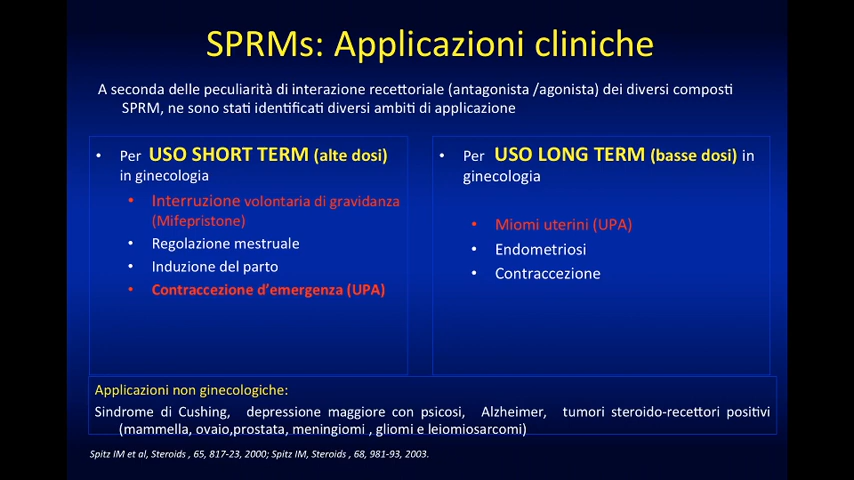 SPRMs: Applicazioni cliniche
A seconda delle peculiarità di interazione recettoriale (antagonista /agonista) dei diversi composti
SPRM, ne sono stati identificati diversi ambiti di applicazione
• Per USO SHORT TERM (alte dosi)
in ginecologia
• Interruzione volontaria di gravidanza
(Mifepristone)
• Regolazione mestruale
• Induzione del parto
• Contraccezione d'emergenza (UPA)
• Per USO LONG TERM (basse dosi) in
ginecologia
• Miomi uterini (UPA)
• Endometriosi
• Contraccezione
Applicazioni non ginecologiche:
Sindrome di Cushing, depressione maggiore con psicosi, Alzheimer, tumori steroido-recettori positivi
(mammella, ovaio,prostata, meningiomi , gliomi e leiomiosarcomi)
Spitz IM et al, Steroids , 65, 817-23, 2000; Spitz IM, Steroids , 68, 981-93, 2003.